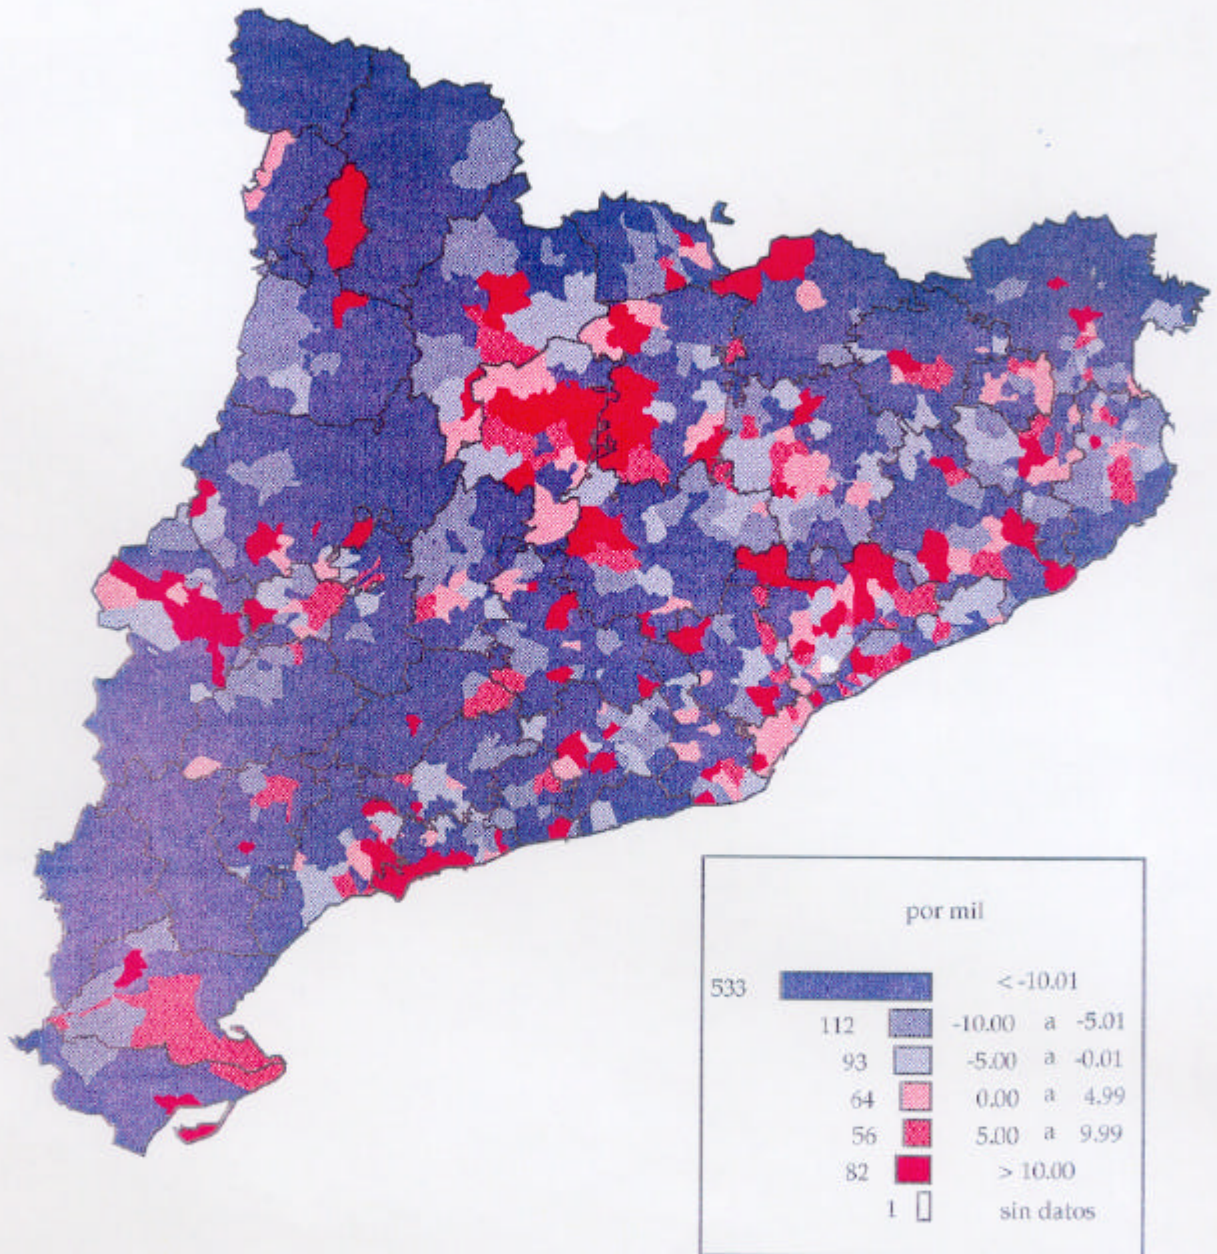 por mil
533 < -10.01
112 -10.00 a -5.01
93 -5.00 a -0.01
64 0.00 a 4.99
56 5.00 a 9.99
82 > 10.00
1 sin datos